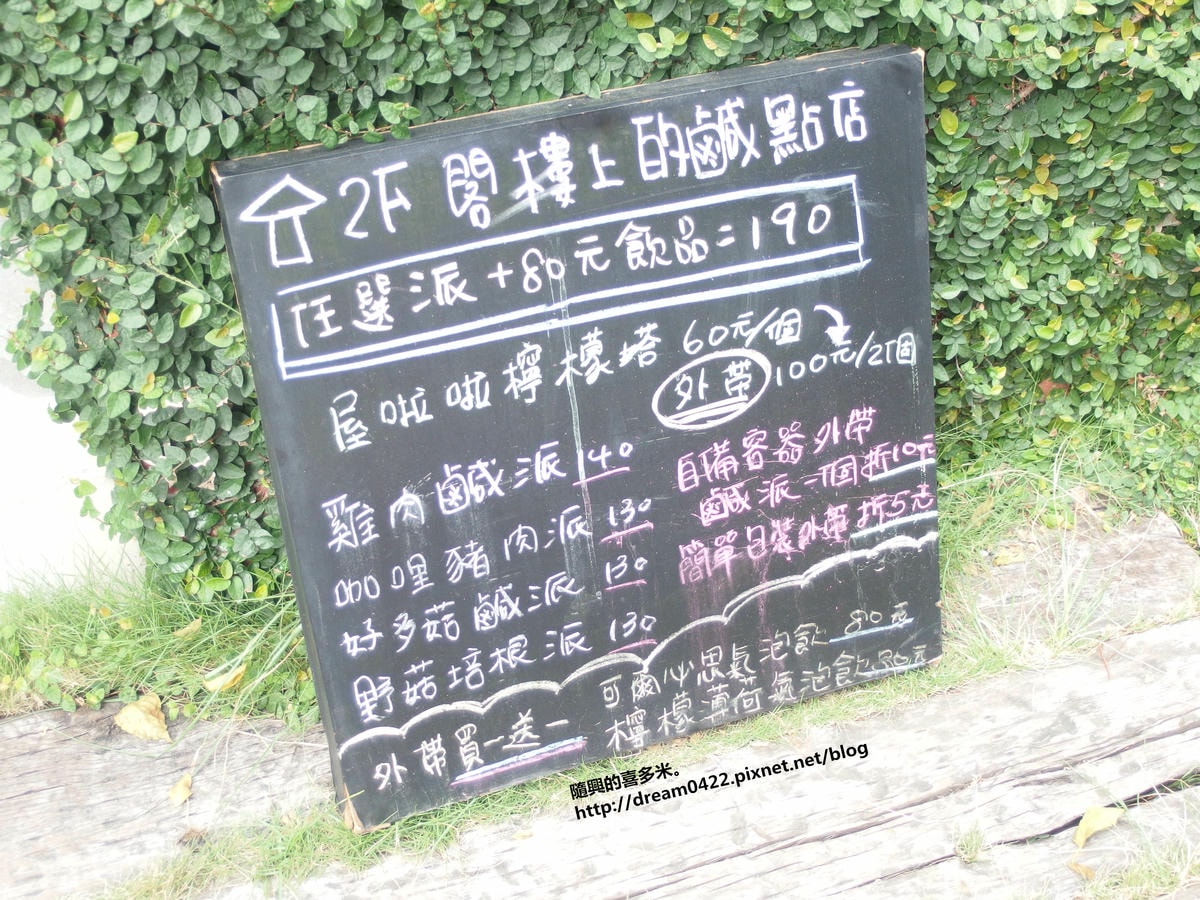 2F 閣樓上的鹹點店
任選派+80元飲品=190
屋啦啦檸檬塔 60元/個
外帶 100元/2個
雞肉鹹派 140
咖哩豬肉派 130
好多菇鹹派 130
野菇培根派 130
自備容器外帶
鹹派一個折10元
簡單包裝外帶折5元
外帶買一送一
可爾必思氣泡飲 80元
檸檬薄荷氣泡飲 80元
隨興的喜多米。
http://dream0422.pixnet.net/blog